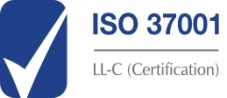 ISO 37001
LL-C (Certification)